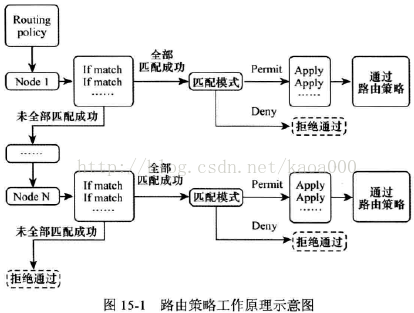 Routing
policy
Node 1
If match
If match
……
全部
匹配成功
匹配模式
Permit
Apply
Apply
……
通过
路由策略
Deny
拒绝通过
未全部匹配成功
……
http://blog.csdn.net/kaoa000
Node N
If match
If match
……
全部
匹配成功
匹配模式
Permit
Apply
Apply
……
通过
路由策略
Deny
拒绝通过
未全部匹配成功
拒绝通过
图 15-1 路由策略工作原理示意图